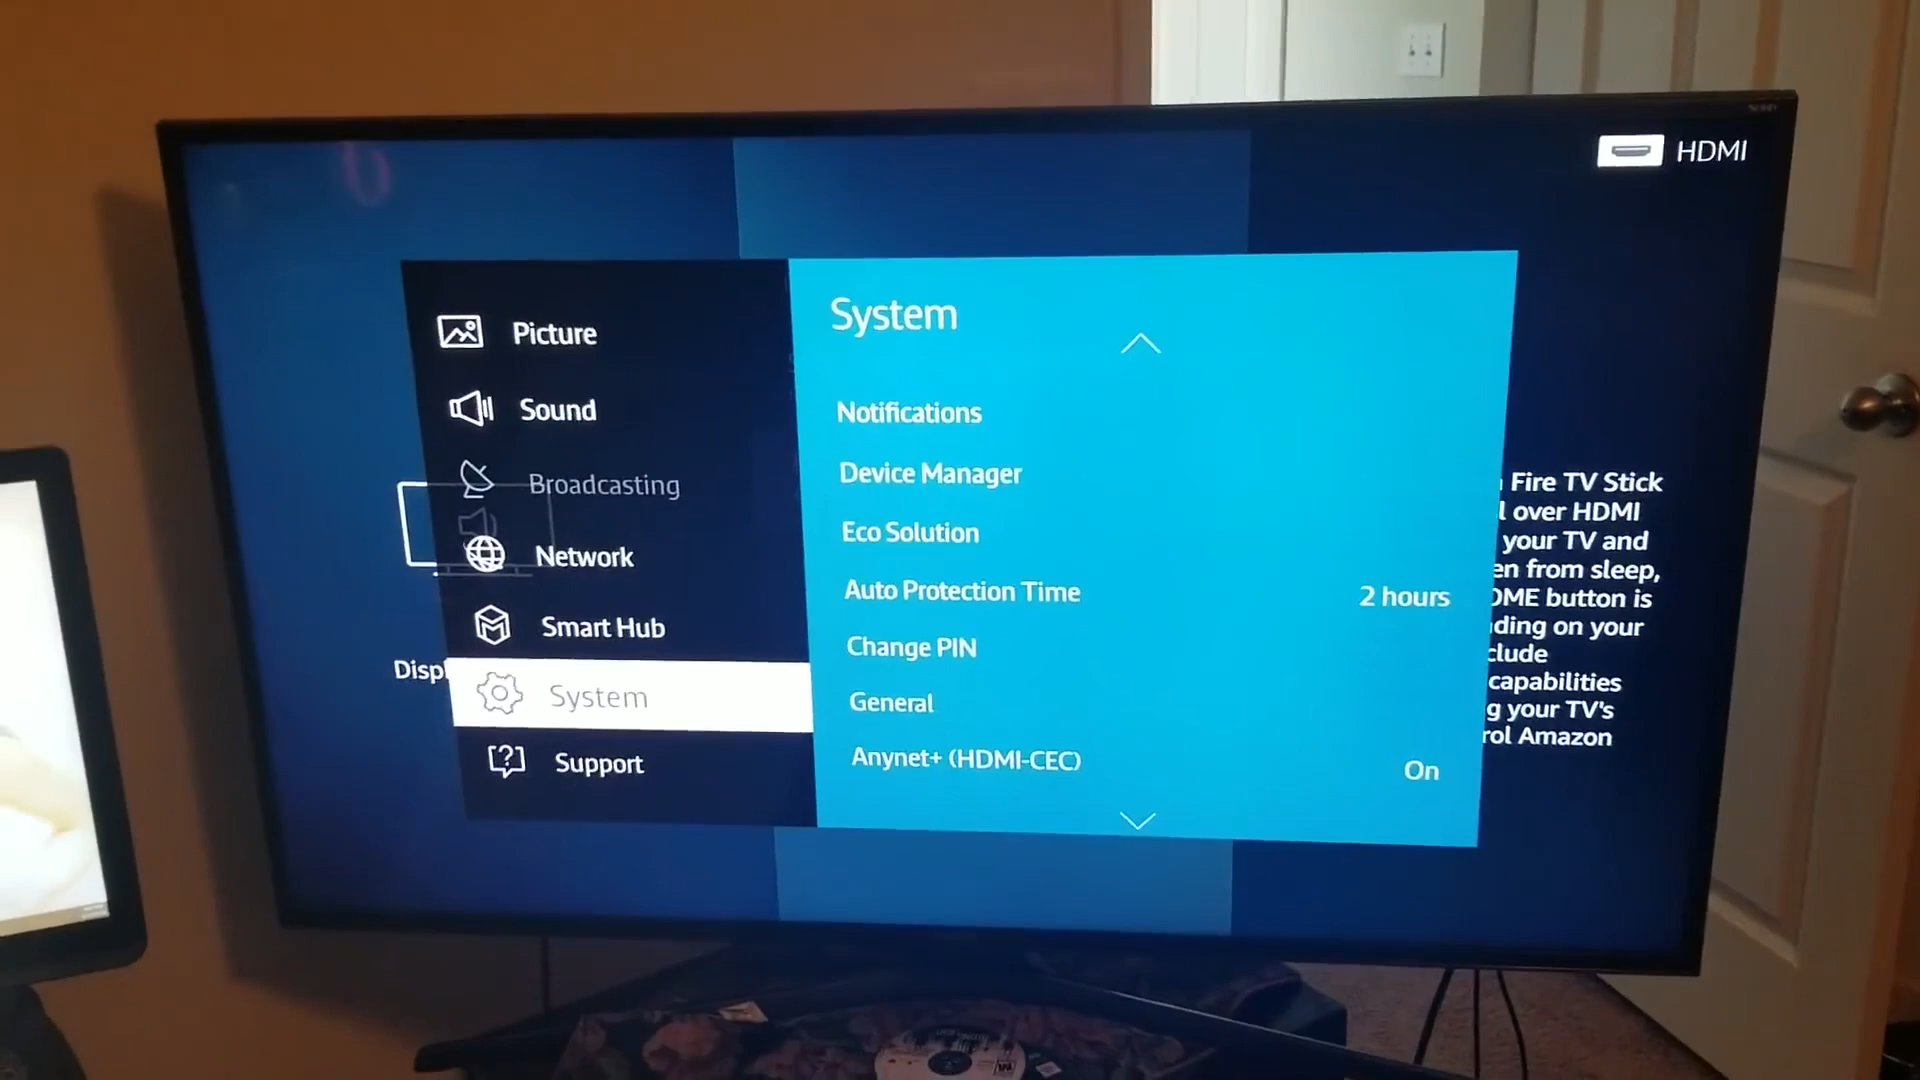 HDMI
Picture
Sound
Broadcasting
Network
Smart Hub
System
Support
System
Notifications
Device Manager
Eco Solution
Auto Protection Time 2 hours
Change PIN
General
Anynet+ (HDMI-CEC) On
Displ
Fire TV Stick
l over HDMI
your TV and
en from sleep,
OME button is
ding on your
clude
capabilities
g your TV's
rol Amazon